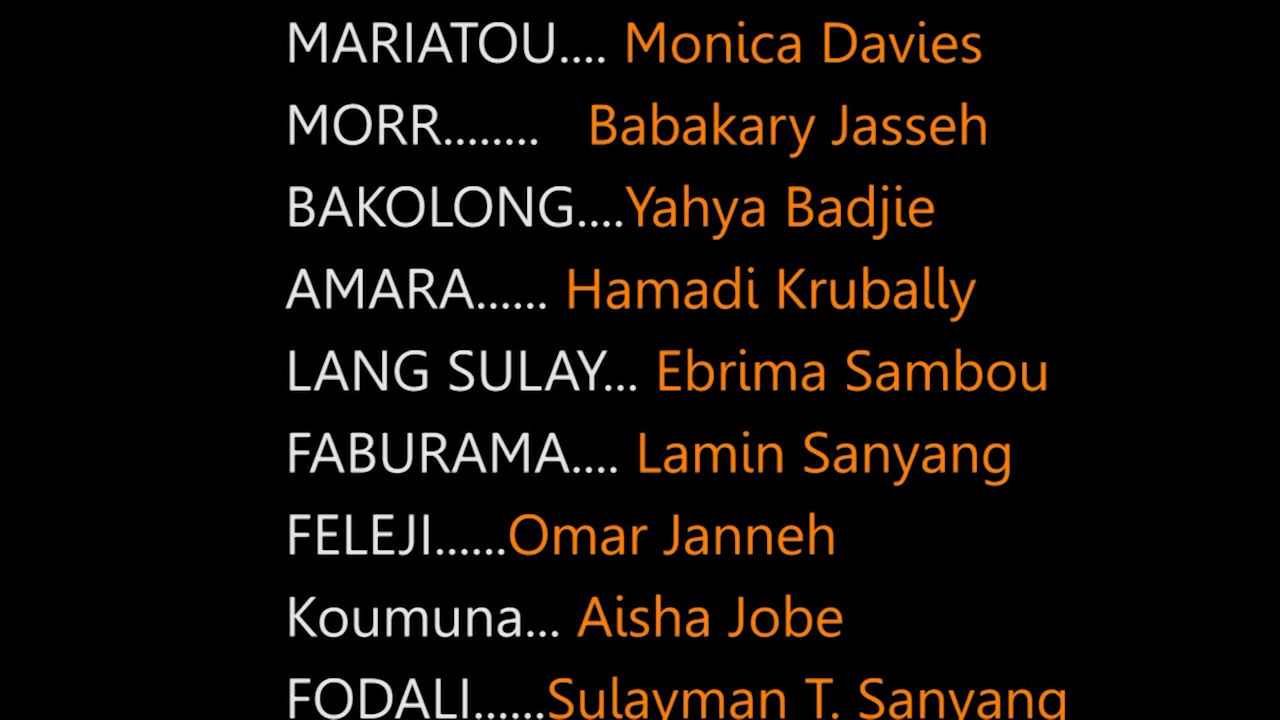 MARIATOU.... Monica Davies
MORR........ Babakary Jasseh
BAKOLONG....Yahya Badjie
AMARA...... Hamadi Krubally
LANG SULAY... Ebrima Sambou
FABURAMA.... Lamin Sanyang
FELEJI......Omar Janneh
Koumuna... Aisha Jobe
FODALI......Sulayman T. Sanyang